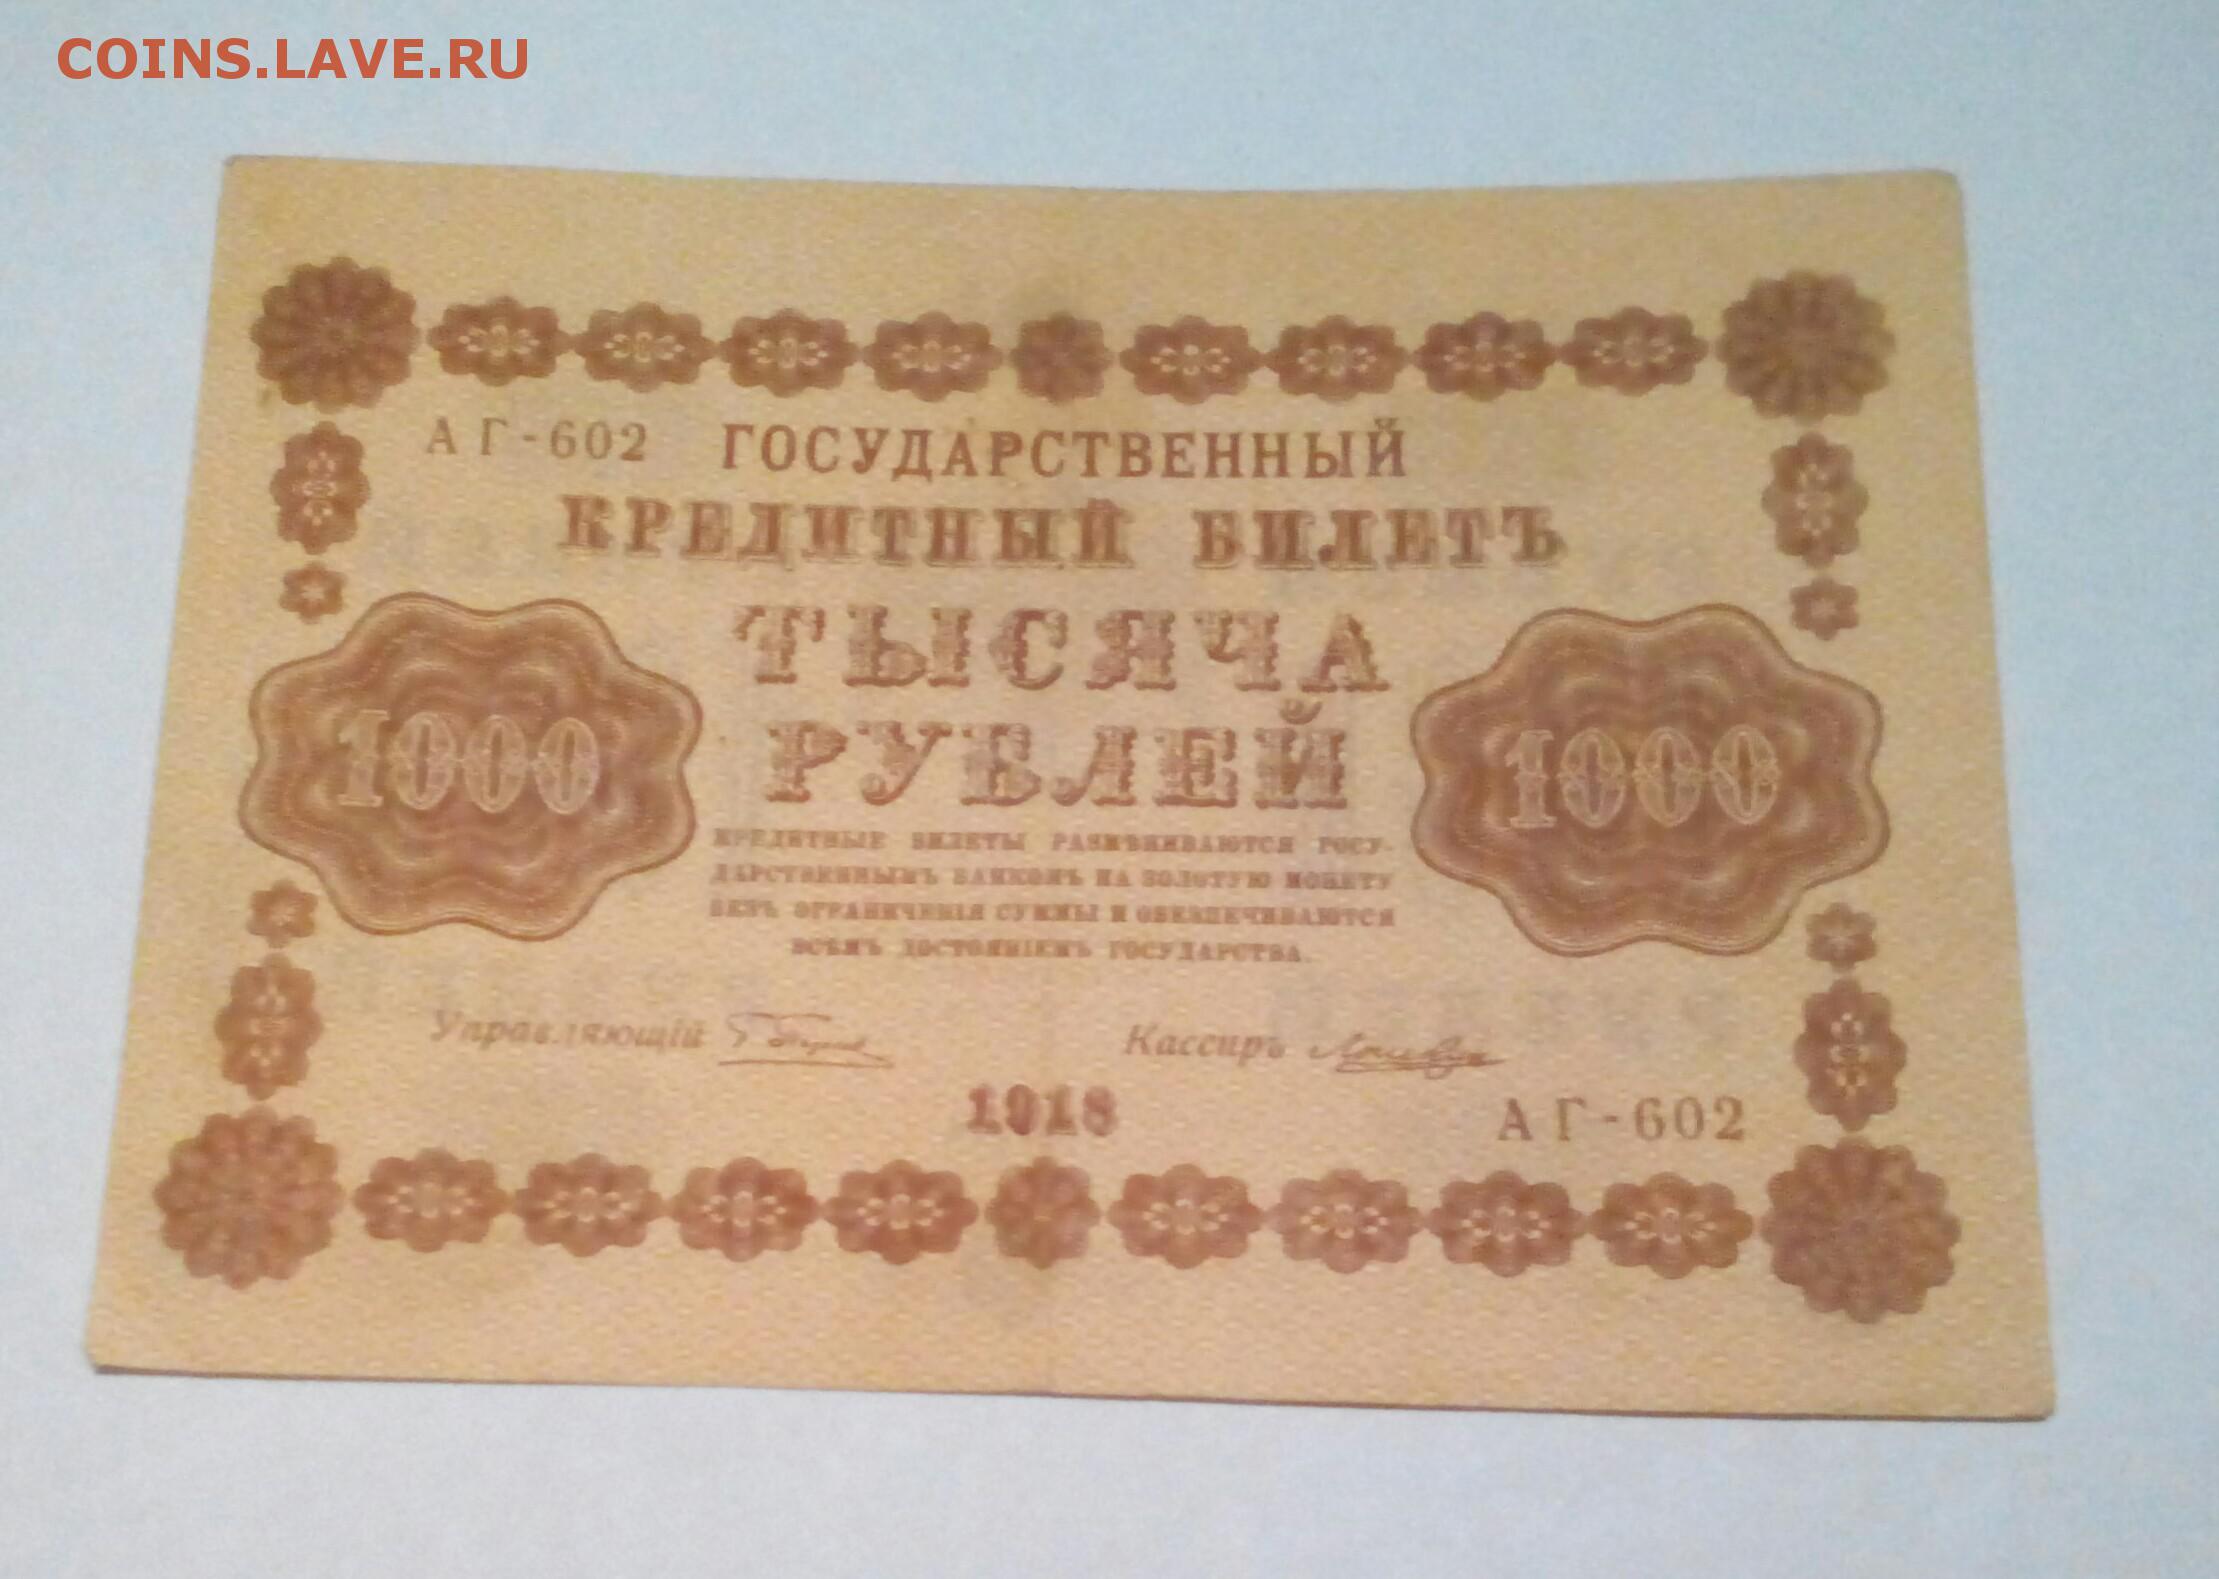 COINS.LAVE.RU
АГ-602 ГОСУДАРСТВЕННЫЙ
КРЕДИТНЫЙ БИЛЕТЪ
ТЫСЯЧА
РУБЛЕЙ
1000 1000
КРЕДИТНЫЕ БИЛЕТЫ РАЗМѢНИВАЮТСЯ ГОСУ-
ДАРСТВЕННЫМЪ БАНКОМЪ НА ЗОЛОТУЮ МОНЕТУ
БЕЗЪ ОГРАНИЧЕНІЯ СУММЫ И ОБЕЗПЕЧИВАЮТСЯ
ВСѢМЪ ДОСТОЯНІЕМЪ ГОСУДАРСТВА.
Управляющій Кассиръ
1918
АГ-602